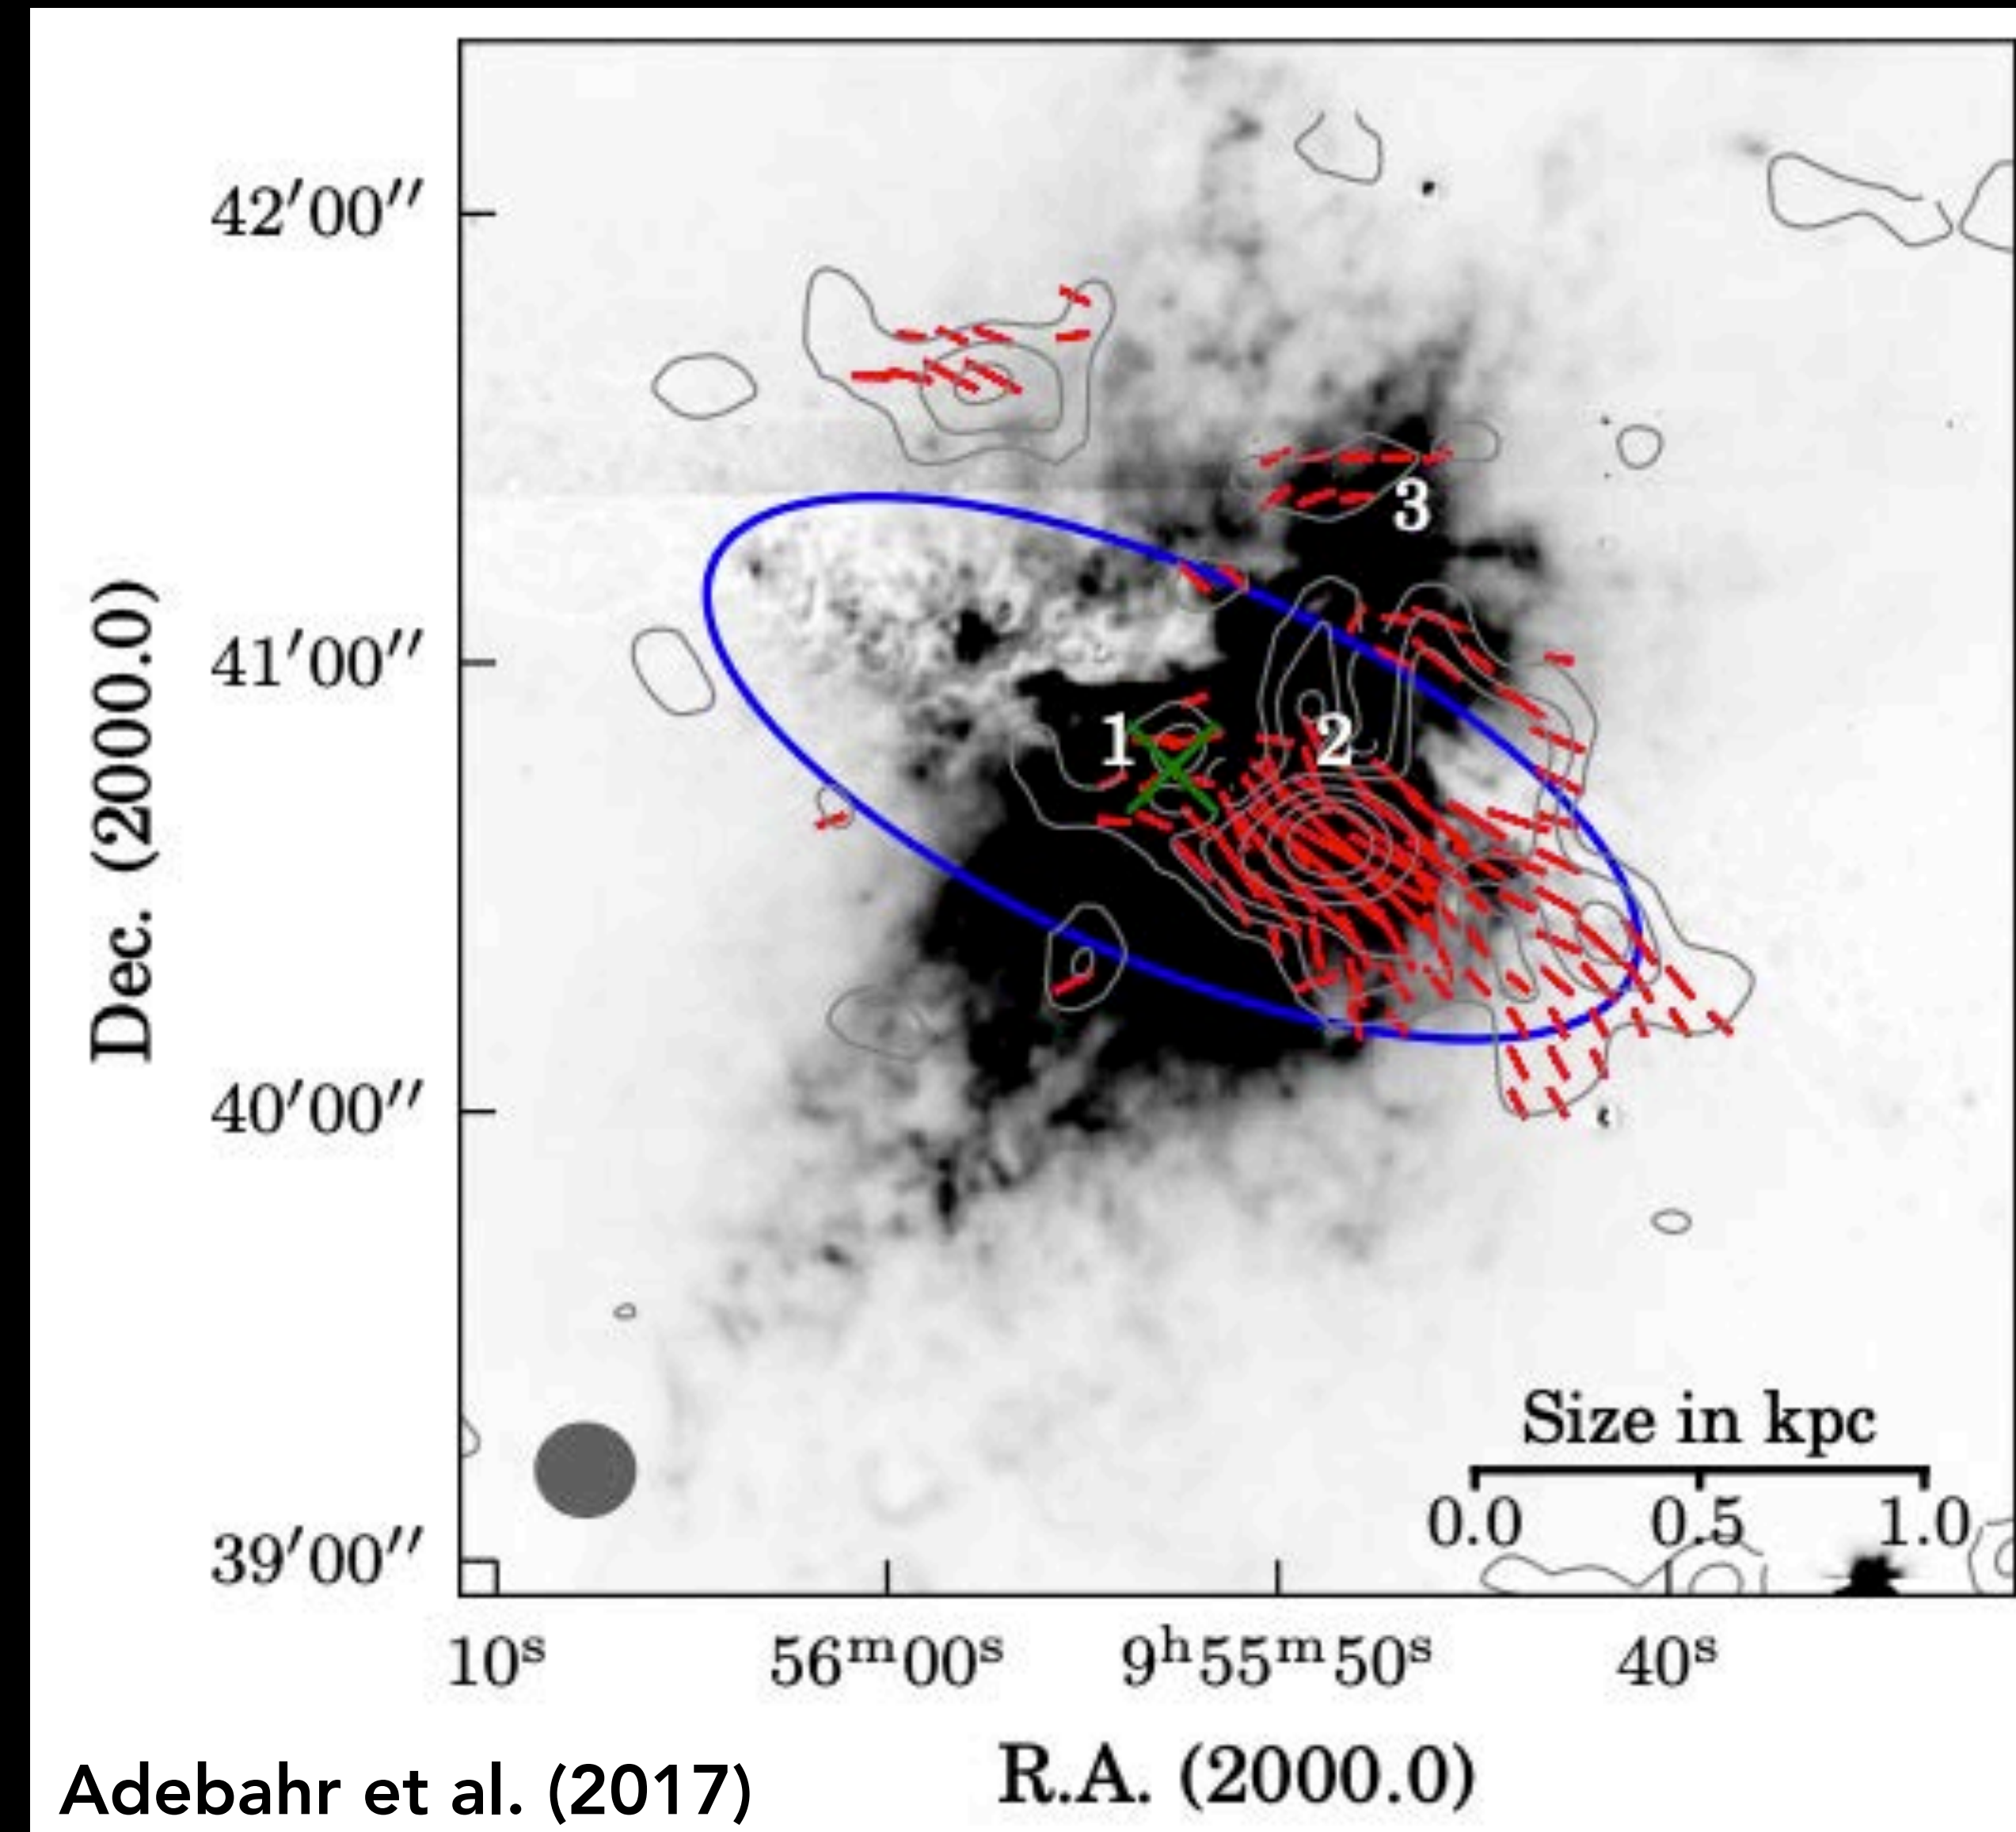 42′00″
41′00″
40′00″
39′00″
Dec. (2000.0)
3
1
2
Size in kpc
0.0 0.5 1.0
10ˢ 56ᵐ00ˢ 9ʰ55ᵐ50ˢ 40ˢ
R.A. (2000.0)
Adebahr et al. (2017)